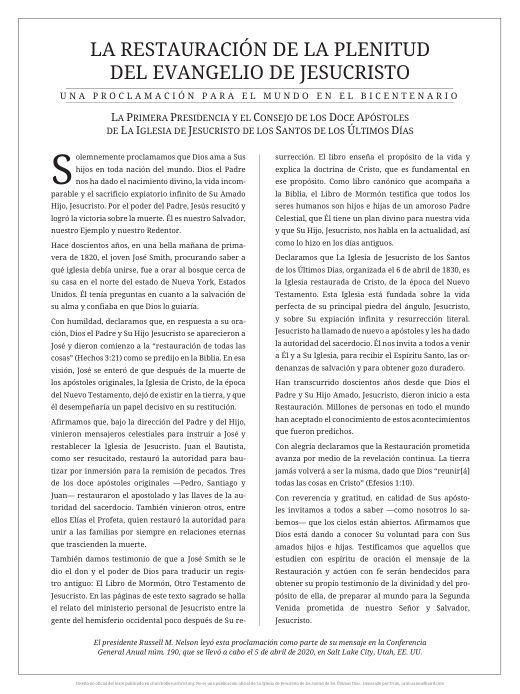 LA RESTAURACIÓN DE LA PLENITUD
DEL EVANGELIO DE JESUCRISTO
UNA PROCLAMACIÓN PARA EL MUNDO EN EL BICENTENARIO
La Primera Presidencia y el Consejo de los Doce Apóstoles
de La Iglesia de Jesucristo de los Santos de los Últimos Días
Solemnemente proclamamos que Dios ama a Sus
hijos en toda nación del mundo. Dios el Padre
nos ha dado el nacimiento divino, la vida incom-
parable y el sacrificio expiatorio infinito de Su Amado
Hijo, Jesucristo. Por el poder del Padre, Jesús resucitó y
logró la victoria sobre la muerte. Él es nuestro Salvador,
nuestro Ejemplo y nuestro Redentor.
Hace doscientos años, en una bella mañana de prima-
vera de 1820, el joven José Smith, procurando saber a
qué iglesia debía unirse, fue a orar al bosque cerca de
su casa en el norte del estado de Nueva York, Estados
Unidos. Él tenía preguntas en cuanto a la salvación de
su alma y confiaba en que Dios lo guiaría.
Con humildad, declaramos que, en respuesta a su ora-
ción, Dios el Padre y Su Hijo Jesucristo se aparecieron a
José y dieron comienzo a la “restauración de todas las
cosas” (Hechos 3:21) como se predijo en la Biblia. En esa
visión, José se enteró de que después de la muerte de
los apóstoles originales, la Iglesia de Cristo, de la época
del Nuevo Testamento, dejó de existir en la tierra, y que
él desempeñaría un papel decisivo en su restitución.
Afirmamos que, bajo la dirección del Padre y del Hijo,
vinieron mensajeros celestiales para instruir a José y
restablecer la Iglesia de Jesucristo. Juan el Bautista,
como ser resucitado, restauró la autoridad para bau-
tizar por inmersión para la remisión de pecados. Tres
de los doce apóstoles originales —Pedro, Santiago y
Juan— restauraron el apostolado y las llaves de la au-
toridad del sacerdocio. También vinieron otros, entre
ellos Elías el Profeta, quien restauró la autoridad para
unir a las familias por siempre en relaciones eternas
que trascienden la muerte.
También damos testimonio de que a José Smith se le
dio el don y el poder de Dios para traducir un regis-
tro antiguo: El Libro de Mormón, Otro Testamento de
Jesucristo. En las páginas de este texto sagrado se halla
el relato del ministerio personal de Jesucristo entre la
gente del hemisferio occidental poco después de Su re-
surrección. El libro enseña el propósito de la vida y
explica la doctrina de Cristo, que es fundamental en
ese propósito. Como libro canónico que acompaña a
la Biblia, el Libro de Mormón testifica que todos los
seres humanos son hijos e hijas de un amoroso Padre
Celestial, que Él tiene un plan divino para nuestra vida
y que Su Hijo, Jesucristo, nos habla en la actualidad, así
como lo hizo en los días antiguos.
Declaramos que La Iglesia de Jesucristo de los Santos
de los Últimos Días, organizada el 6 de abril de 1830, es
la Iglesia restaurada de Cristo, de la época del Nuevo
Testamento. Esta Iglesia está fundada sobre la vida
perfecta de su principal piedra del ángulo, Jesucristo,
y sobre Su expiación infinita y resurrección literal.
Jesucristo ha llamado de nuevo a apóstoles y les ha dado
la autoridad del sacerdocio. Él nos invita a todos a venir
a Él y a Su Iglesia, para recibir el Espíritu Santo, las or-
denanzas de salvación y para obtener gozo duradero.
Han transcurrido doscientos años desde que Dios el
Padre y Su Hijo Amado, Jesucristo, dieron inicio a esta
Restauración. Millones de personas en todo el mundo
han aceptado el conocimiento de estos acontecimientos
que fueron predichos.
Con alegría declaramos que la Restauración prometida
avanza por medio de la revelación continua. La tierra
jamás volverá a ser la misma, dado que Dios “reunir[á]
todas las cosas en Cristo” (Efesios 1:10).
Con reverencia y gratitud, en calidad de Sus apósto-
les invitamos a todos a saber —como nosotros lo sa-
bemos— que los cielos están abiertos. Afirmamos que
Dios está dando a conocer Su voluntad para con Sus
amados hijos e hijas. Testificamos que aquellos que
estudien con espíritu de oración el mensaje de la
Restauración y actúen con fe serán bendecidos para
obtener su propio testimonio de la divinidad y del pro-
pósito de ella, de preparar al mundo para la Segunda
Venida prometida de nuestro Señor y Salvador,
Jesucristo.
El presidente Russell M. Nelson leyó esta proclamación como parte de su mensaje en la Conferencia
General Anual núm. 190, que se llevó a cabo el 5 de abril de 2020, en Salt Lake City, Utah, EE. UU.